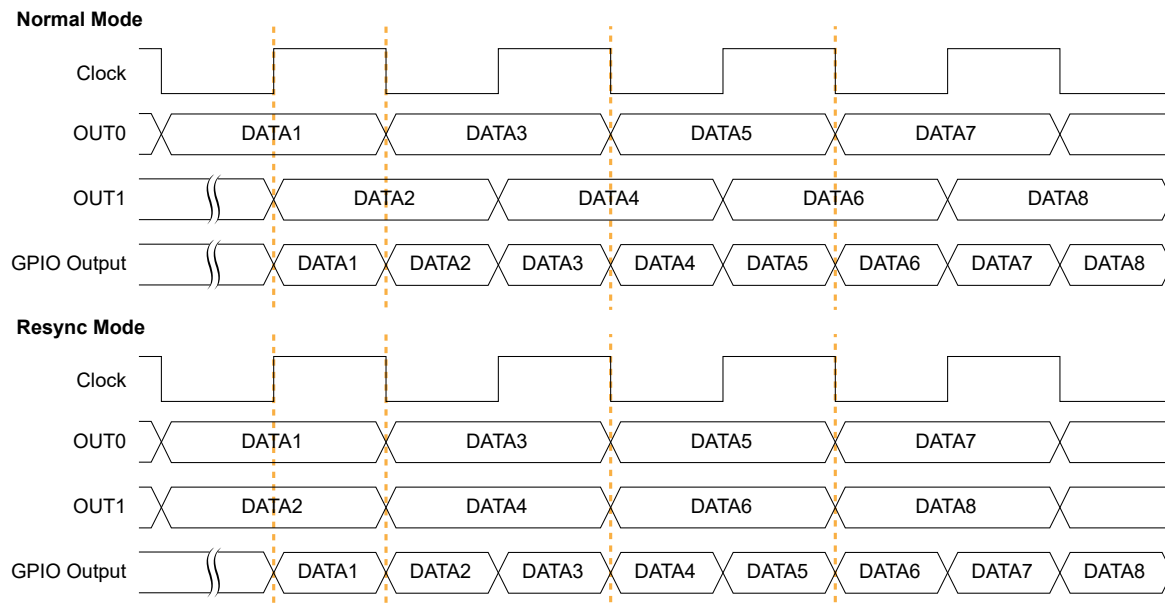 Normal Mode
Clock
OUT0 DATA1 DATA3 DATA5 DATA7
OUT1 DATA2 DATA4 DATA6 DATA8
GPIO Output DATA1 DATA2 DATA3 DATA4 DATA5 DATA6 DATA7 DATA8
Resync Mode
Clock
OUT0 DATA1 DATA3 DATA5 DATA7
OUT1 DATA2 DATA4 DATA6 DATA8
GPIO Output DATA1 DATA2 DATA3 DATA4 DATA5 DATA6 DATA7 DATA8